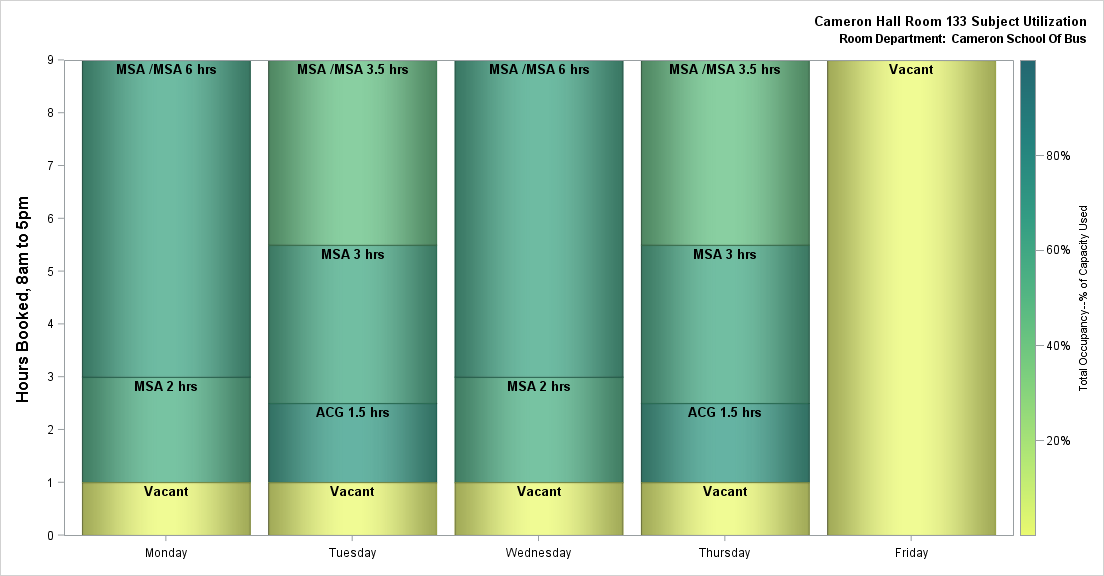 Cameron Hall Room 133 Subject Utilization
Room Department: Cameron School Of Bus
Hours Booked, 8am to 5pm
9
8
7
6
5
4
3
2
1
0
MSA /MSA 6 hrs
MSA 2 hrs
Vacant
MSA /MSA 3.5 hrs
MSA 3 hrs
ACG 1.5 hrs
Vacant
MSA /MSA 6 hrs
MSA 2 hrs
Vacant
MSA /MSA 3.5 hrs
MSA 3 hrs
ACG 1.5 hrs
Vacant
Vacant
Monday
Tuesday
Wednesday
Thursday
Friday
80%
60%
40%
20%
Total Occupancy--% of Capacity Used